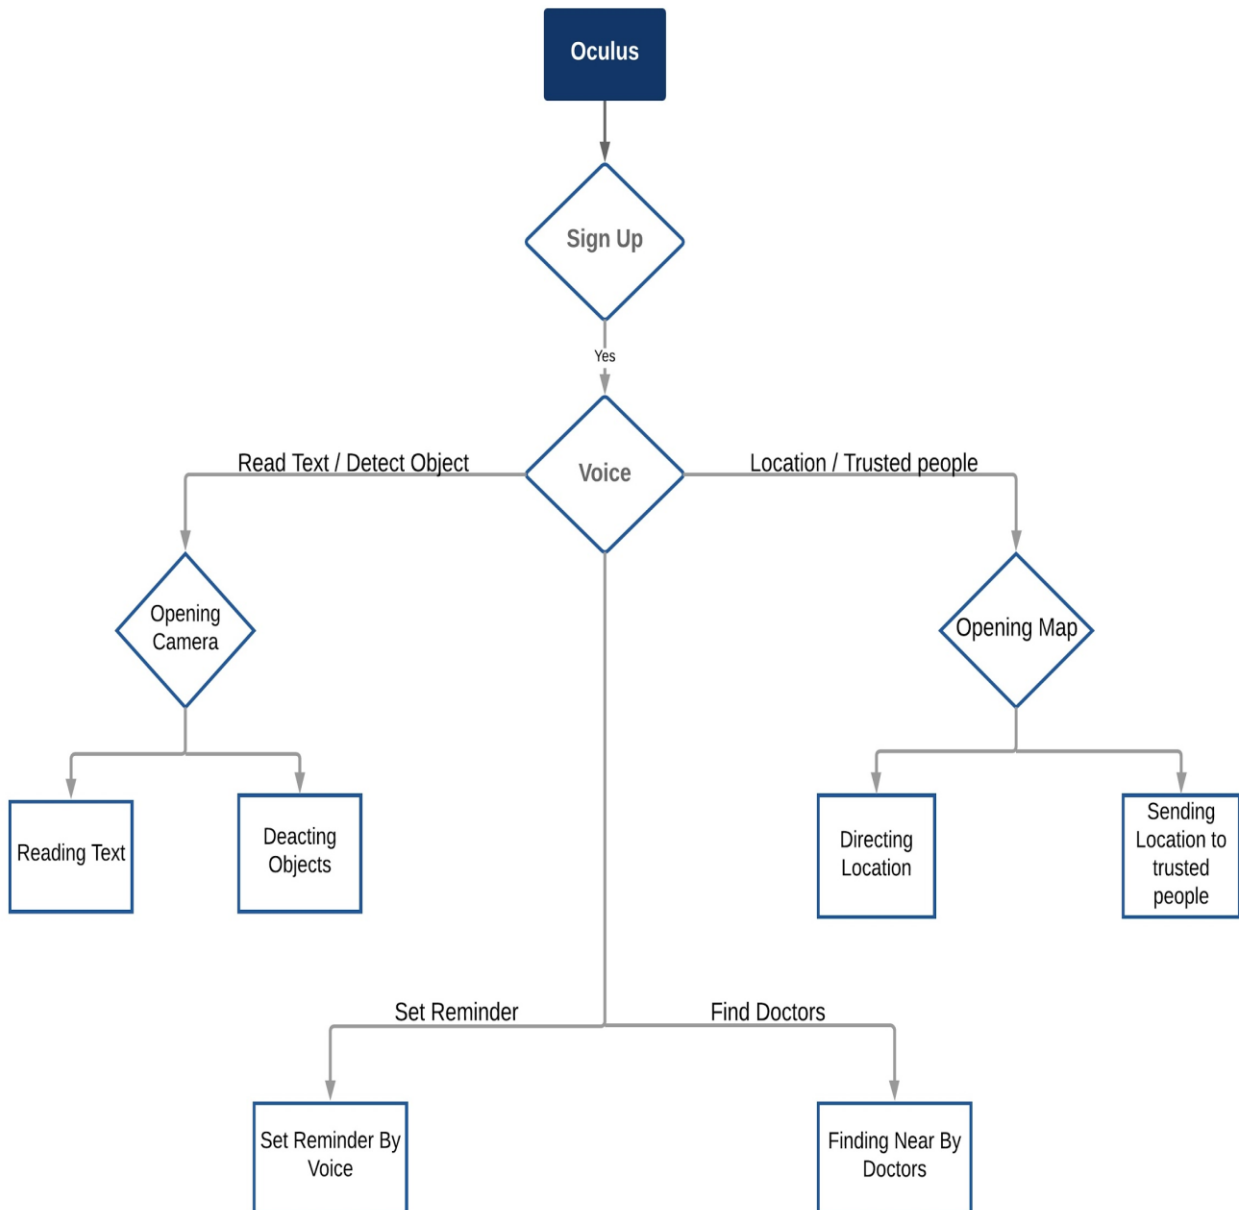 Oculus
Sign Up
Yes
Read Text / Detect Object
Voice
Location / Trusted people
Opening
Camera
Opening Map
Reading Text
Deacting
Objects
Directing
Location
Sending
Location to
trusted
people
Set Reminder
Find Doctors
Set Reminder By
Voice
Finding Near By
Doctors